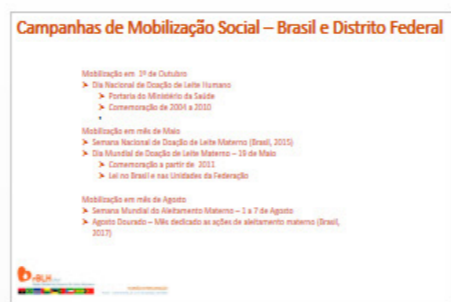 Campanhas de Mobilização Social – Brasil e Distrito Federal
Mobilização em 1º de Outubro
➤ Dia Nacional de Doação de Leite Humano
➤ Portaria do Ministério da Saúde
➤ Comemoração de 2004 a 2010
•
Mobilização em mês de Maio
➤ Semana Nacional de Doação de Leite Materno (Brasil, 2015)
➤ Dia Mundial de Doação de Leite Materno – 19 de Maio
➤ Comemoração a partir de 2011
➤ Lei no Brasil e nas Unidades da Federação
Mobilização em mês de Agosto
➤ Semana Mundial do Aleitamento Materno – 1 a 7 de Agosto
➤ Agosto Dourado – Mês dedicado as ações de aleitamento materno (Brasil,
2017)
rBLH